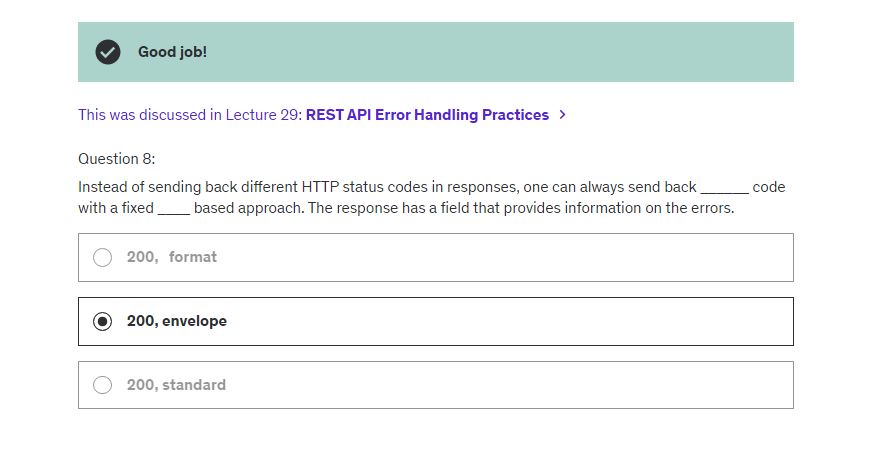 Good job!
This was discussed in Lecture 29: REST API Error Handling Practices >
Question 8:
Instead of sending back different HTTP status codes in responses, one can always send back ______ code
with a fixed ____ based approach. The response has a field that provides information on the errors.
200, format
200, envelope
200, standard